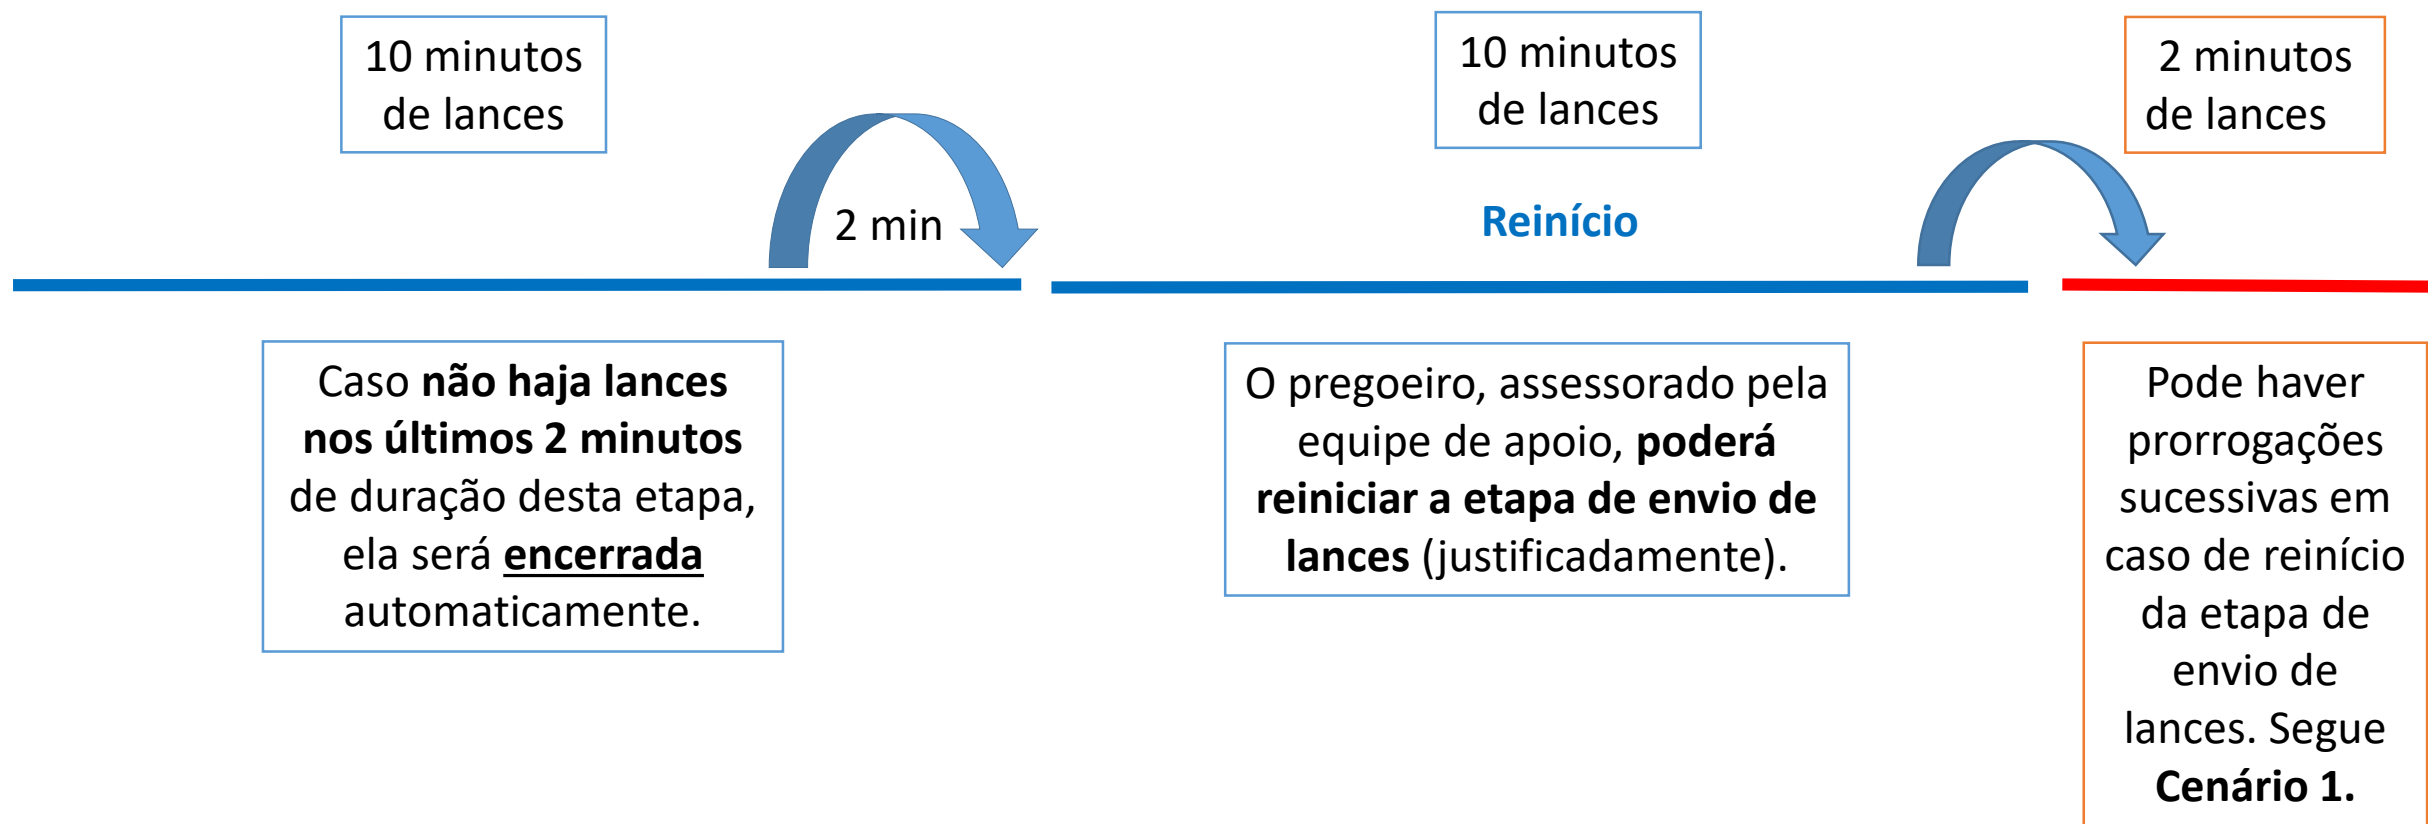 10 minutos
de lances
2 min
10 minutos
de lances
Reinício
2 minutos
de lances
Caso não haja lances
nos últimos 2 minutos
de duração desta etapa,
ela será encerrada
automaticamente.
O pregoeiro, assessorado pela
equipe de apoio, poderá
reiniciar a etapa de envio de
lances (justificadamente).
Pode haver
prorrogações
sucessivas em
caso de reinício
da etapa de
envio de
lances. Segue
Cenário 1.